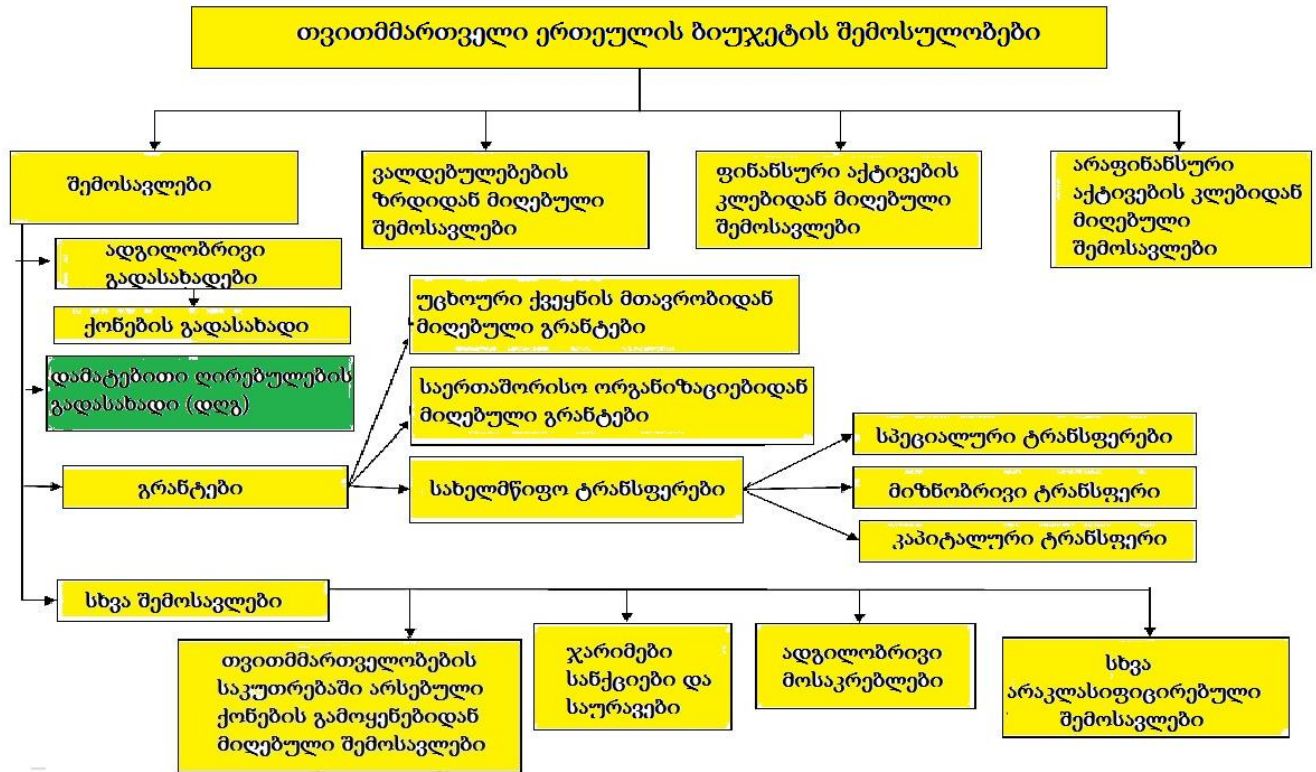 თვითმმართველი ერთეულის ბიუჯეტის შემოსულობები
შემოსავლები
ვალდებულებების
ზრდიდან მიღებული
შემოსავლები
ფინანსური აქტივების
კლებიდან მიღებული
შემოსავლები
არაფინანსური
აქტივების კლებიდან
მიღებული
შემოსავლები
ადგილობრივი
გადასახადები
ქონების გადასახადი
დამატებითი ღირებულების
გადასახადი (დღგ)
გრანტები
უცხოური ქვეყნის მთავრობიდან
მიღებული გრანტები
საერთაშორისო ორგანიზაციებიდან
მიღებული გრანტები
სახელმწიფო ტრანსფერები
სპეციალური ტრანსფერები
მიზნობრივი ტრანსფერი
კაპიტალური ტრანსფერი
სხვა შემოსავლები
თვითმმართველობების
საკუთრებაში არსებული
ქონების გამოყენებიდან
მიღებული შემოსავლები
ჯარიმები
სანქციები და
საურავები
ადგილობრივი
მოსაკრებლები
სხვა
არაკლასიფიცირებული
შემოსავლები